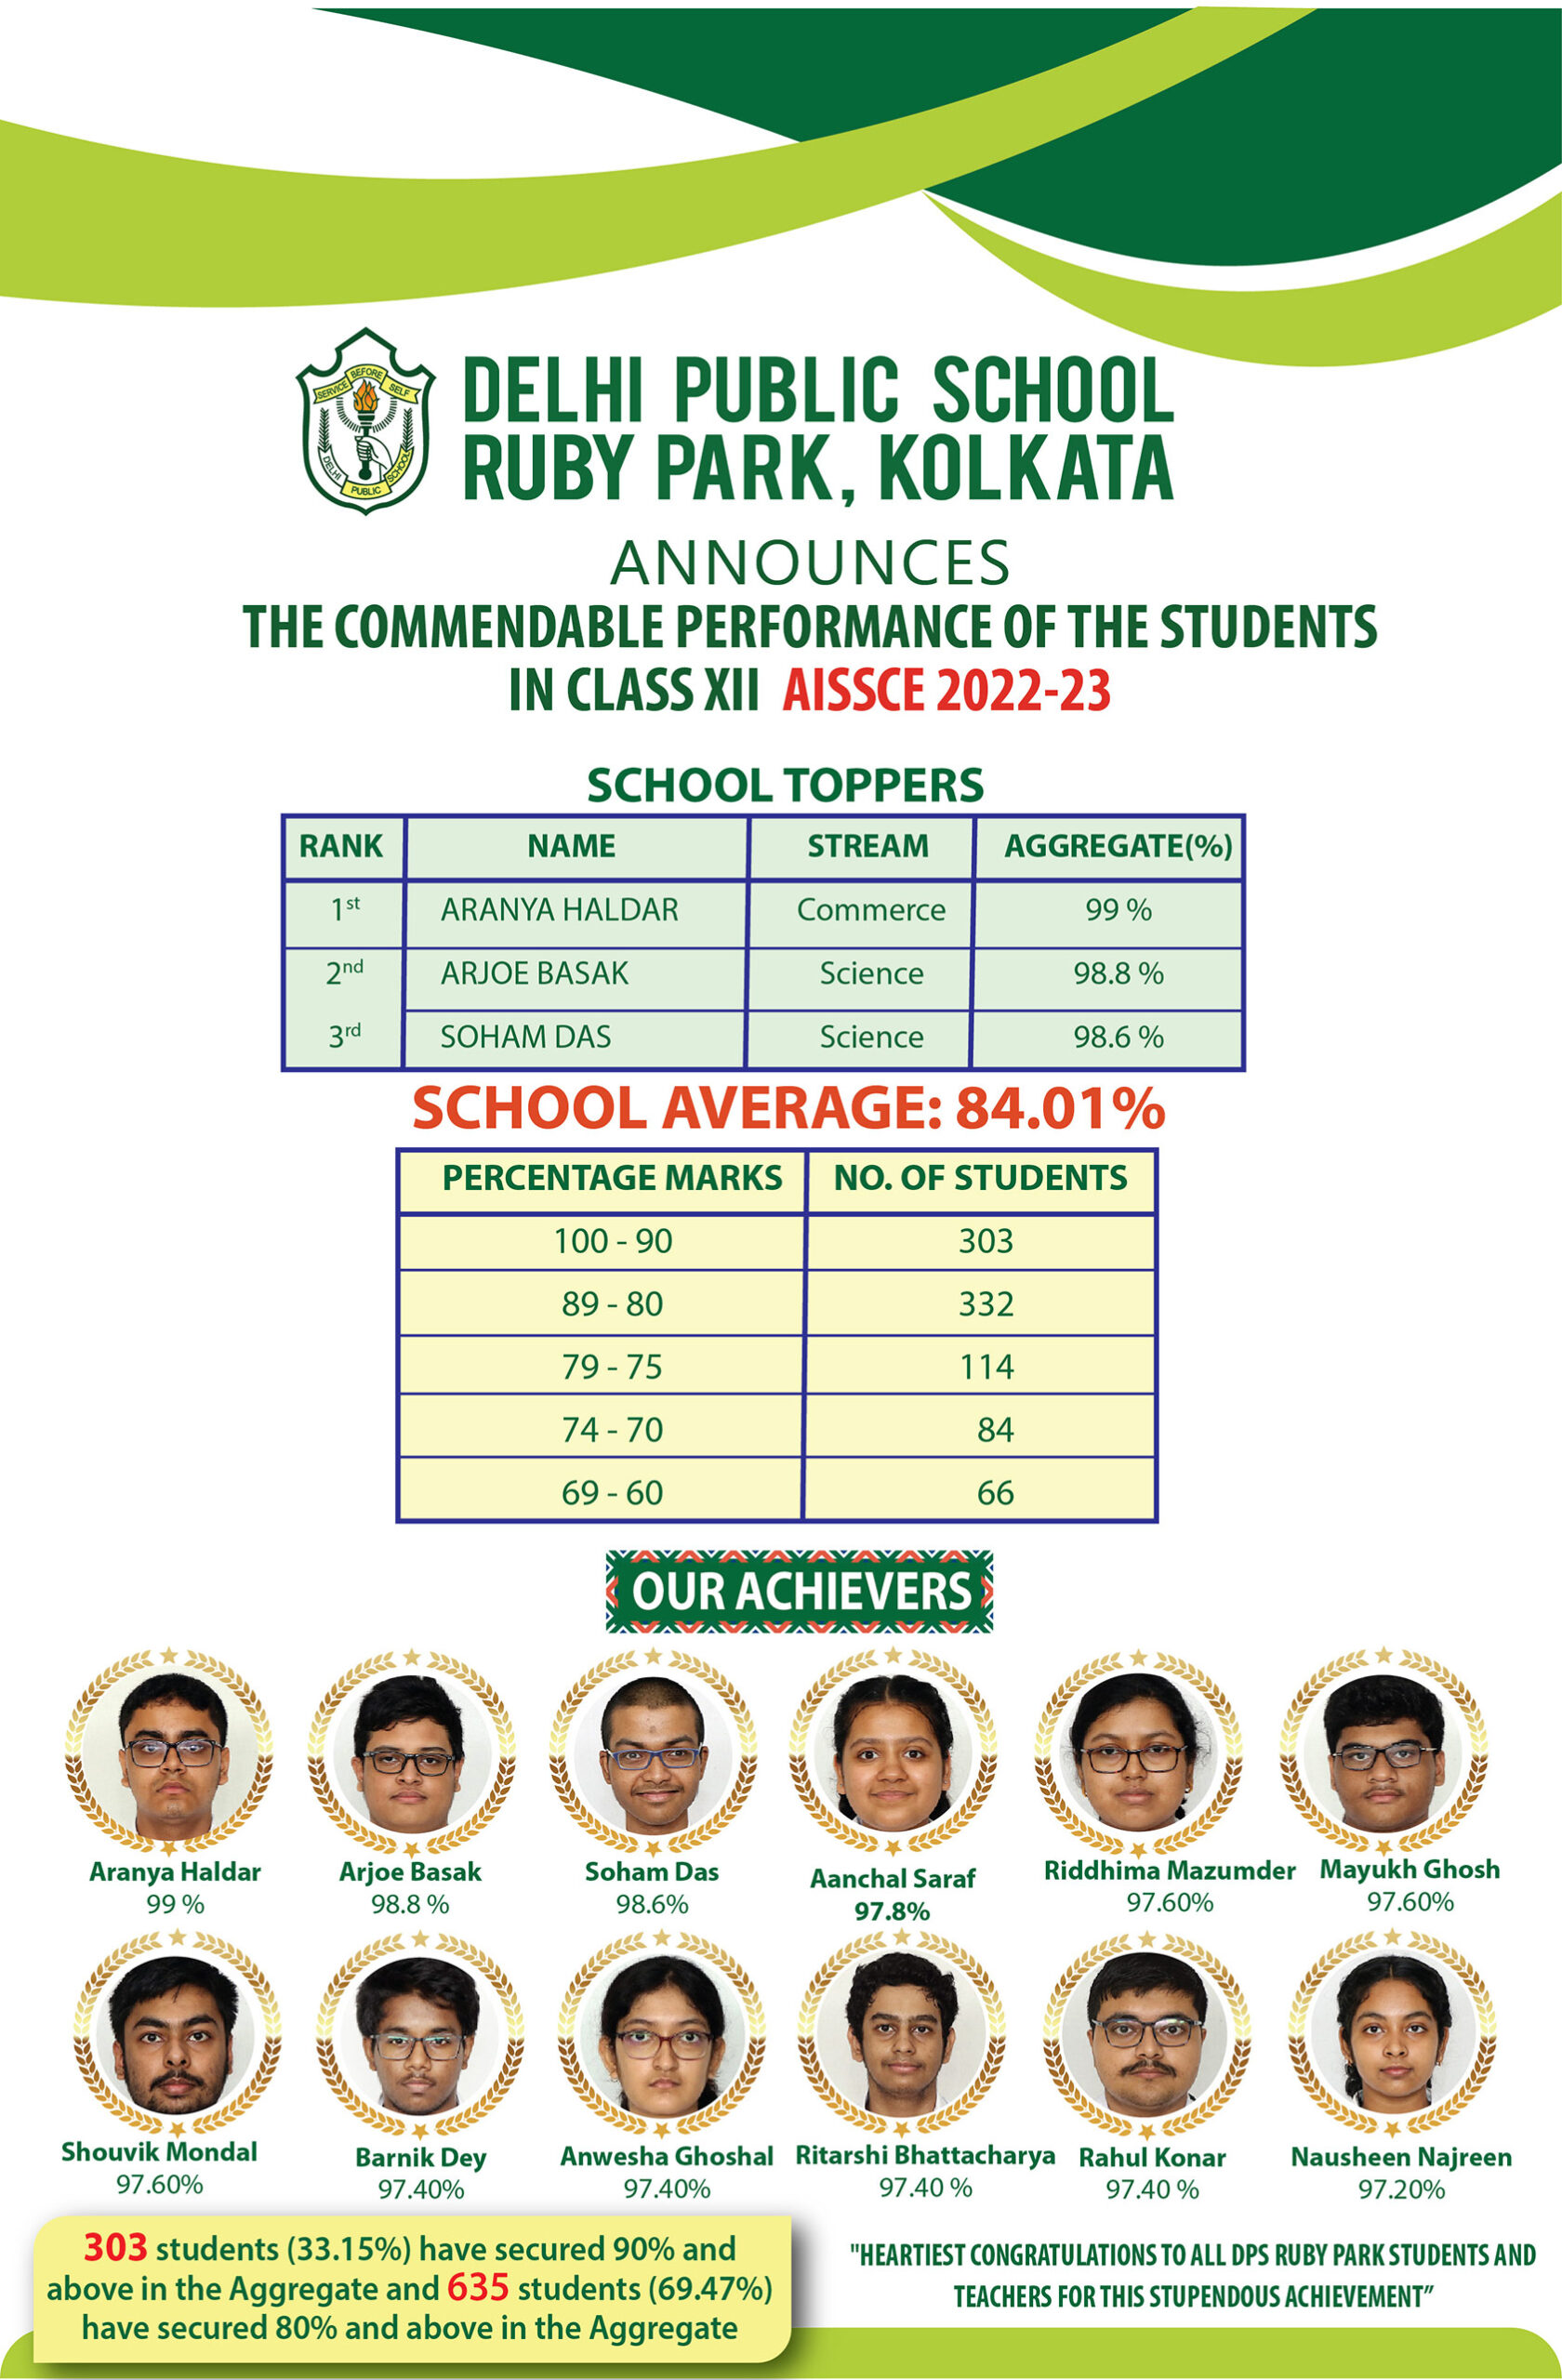 SERVICE BEFORE SELF
DELHI PUBLIC SCHOOL
DELHI PUBLIC SCHOOL
RUBY PARK, KOLKATA
ANNOUNCES
THE COMMENDABLE PERFORMANCE OF THE STUDENTS
IN CLASS XII AISSCE 2022-23
SCHOOL TOPPERS
RANK NAME STREAM AGGREGATE(%)
1st ARANYA HALDAR Commerce 99 %
2nd ARJOE BASAK Science 98.8 %
3rd SOHAM DAS Science 98.6 %
SCHOOL AVERAGE: 84.01%
PERCENTAGE MARKS NO. OF STUDENTS
100 - 90 303
89 - 80 332
79 - 75 114
74 - 70 84
69 - 60 66
OUR ACHIEVERS
Aranya Haldar Arjoe Basak Soham Das Aanchal Saraf Riddhima Mazumder Mayukh Ghosh
99 % 98.8 % 98.6% 97.8% 97.60% 97.60%
Shouvik Mondal Barnik Dey Anwesha Ghoshal Ritarshi Bhattacharya Rahul Konar Nausheen Najreen
97.60% 97.40% 97.40% 97.40 % 97.40 % 97.20%
303 students (33.15%) have secured 90% and
above in the Aggregate and 635 students (69.47%)
have secured 80% and above in the Aggregate
"HEARTIEST CONGRATULATIONS TO ALL DPS RUBY PARK STUDENTS AND
TEACHERS FOR THIS STUPENDOUS ACHIEVEMENT”